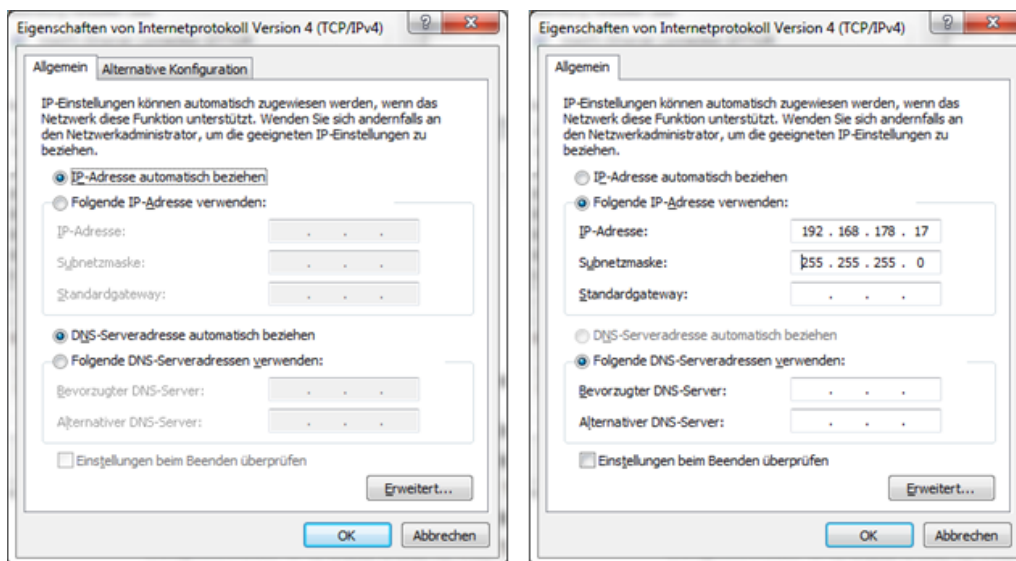 Eigenschaften von Internetprotokoll Version 4 (TCP/IPv4)
Allgemein
Alternative Konfiguration
IP-Einstellungen können automatisch zugewiesen werden, wenn das
Netzwerk diese Funktion unterstützt. Wenden Sie sich andernfalls an
den Netzwerkadministrator, um die geeigneten IP-Einstellungen zu
beziehen.
IP-Adresse automatisch beziehen
Folgende IP-Adresse verwenden:
IP-Adresse:
Subnetzmaske:
Standardgateway:
DNS-Serveradresse automatisch beziehen
Folgende DNS-Serveradressen verwenden:
Bevorzugter DNS-Server:
Alternativer DNS-Server:
Einstellungen beim Beenden überprüfen
Erweitert...
OK
Abbrechen
Eigenschaften von Internetprotokoll Version 4 (TCP/IPv4)
Allgemein
IP-Einstellungen können automatisch zugewiesen werden, wenn das
Netzwerk diese Funktion unterstützt. Wenden Sie sich andernfalls an
den Netzwerkadministrator, um die geeigneten IP-Einstellungen zu
beziehen.
IP-Adresse automatisch beziehen
Folgende IP-Adresse verwenden:
IP-Adresse: 192 . 168 . 178 . 17
Subnetzmaske: 255 . 255 . 255 . 0
Standardgateway:
DNS-Serveradresse automatisch beziehen
Folgende DNS-Serveradressen verwenden:
Bevorzugter DNS-Server:
Alternativer DNS-Server:
Einstellungen beim Beenden überprüfen
Erweitert...
OK
Abbrechen